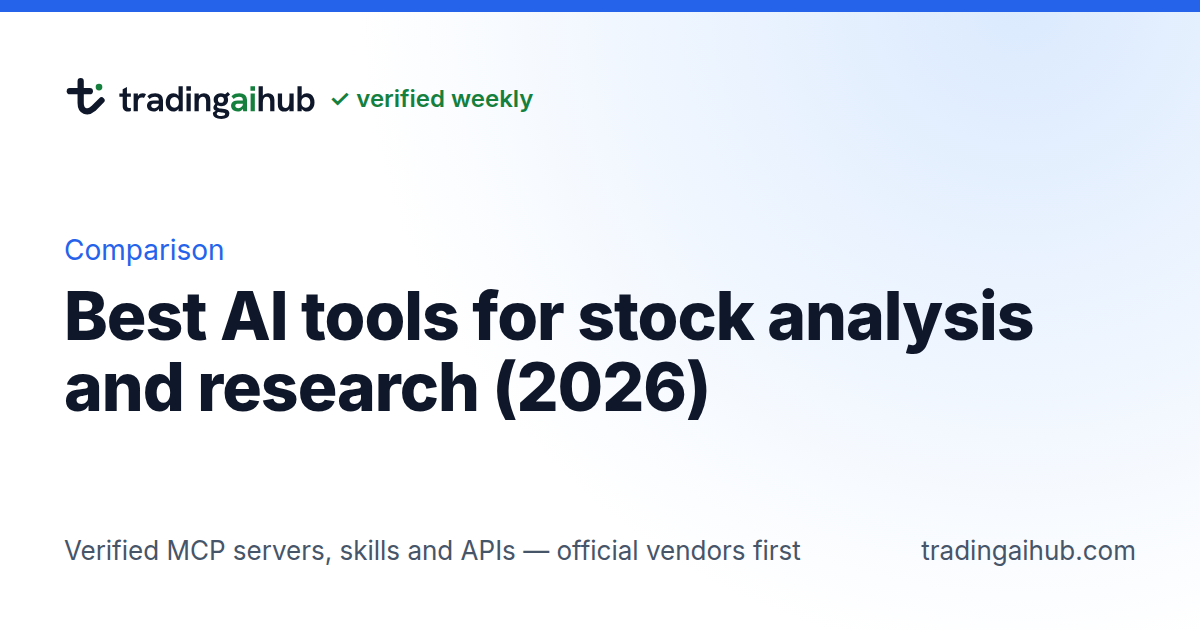 tradingaihub ✓ verified weekly
Comparison
Best AI tools for stock analysis
and research (2026)
Verified MCP servers, skills and APIs — official vendors first
tradingaihub.com